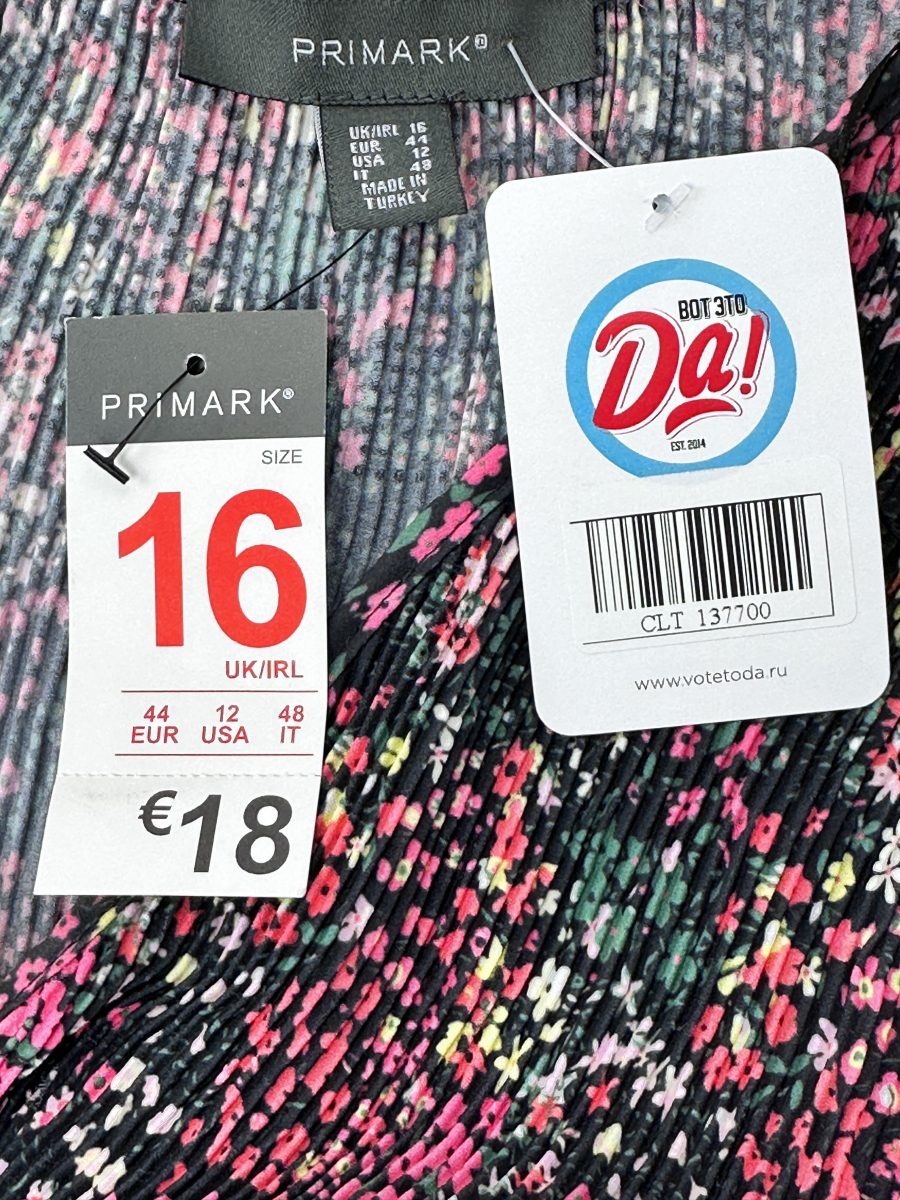 PRIMARK®
UK/IRL 16
EUR 44
USA 12
IT 48
MADE IN
TURKEY
PRIMARK®
SIZE
16
UK/IRL
44 12 48
EUR USA IT
€18
ВОТ ЭТО
Da!
EST. 2014
CLT 137700
www.votetoda.ru